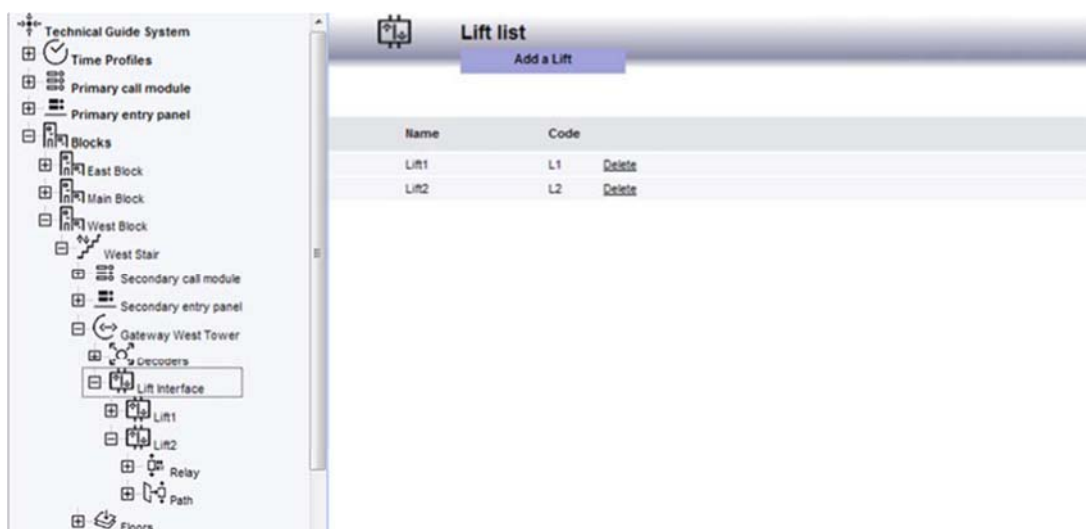 Technical Guide System
Time Profiles
Primary call module
Primary entry panel
Blocks
East Block
Main Block
West Block
West Stair
Secondary call module
Secondary entry panel
Gateway West Tower
Decoders
Lift Interface
Lift1
Lift2
Relay
Path
Floors
Lift list
Add a Lift
Name Code
Lift1 L1 Delete
Lift2 L2 Delete